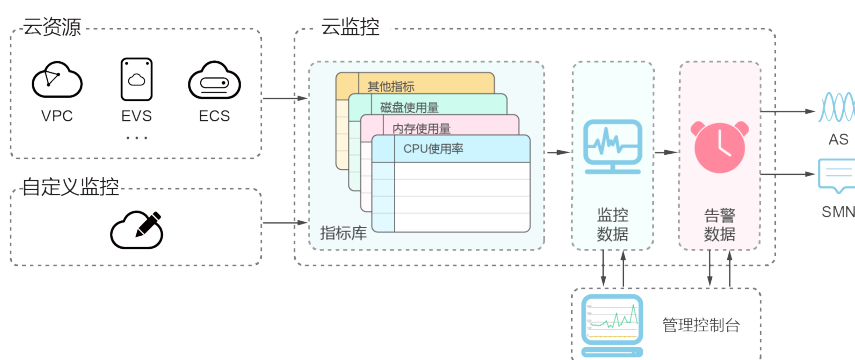 云资源
VPC
EVS
ECS
...
自定义监控
云监控
其他指标
磁盘使用量
内存使用量
CPU使用率
指标库
监控
数据
告警
数据
AS
SMN
管理控制台